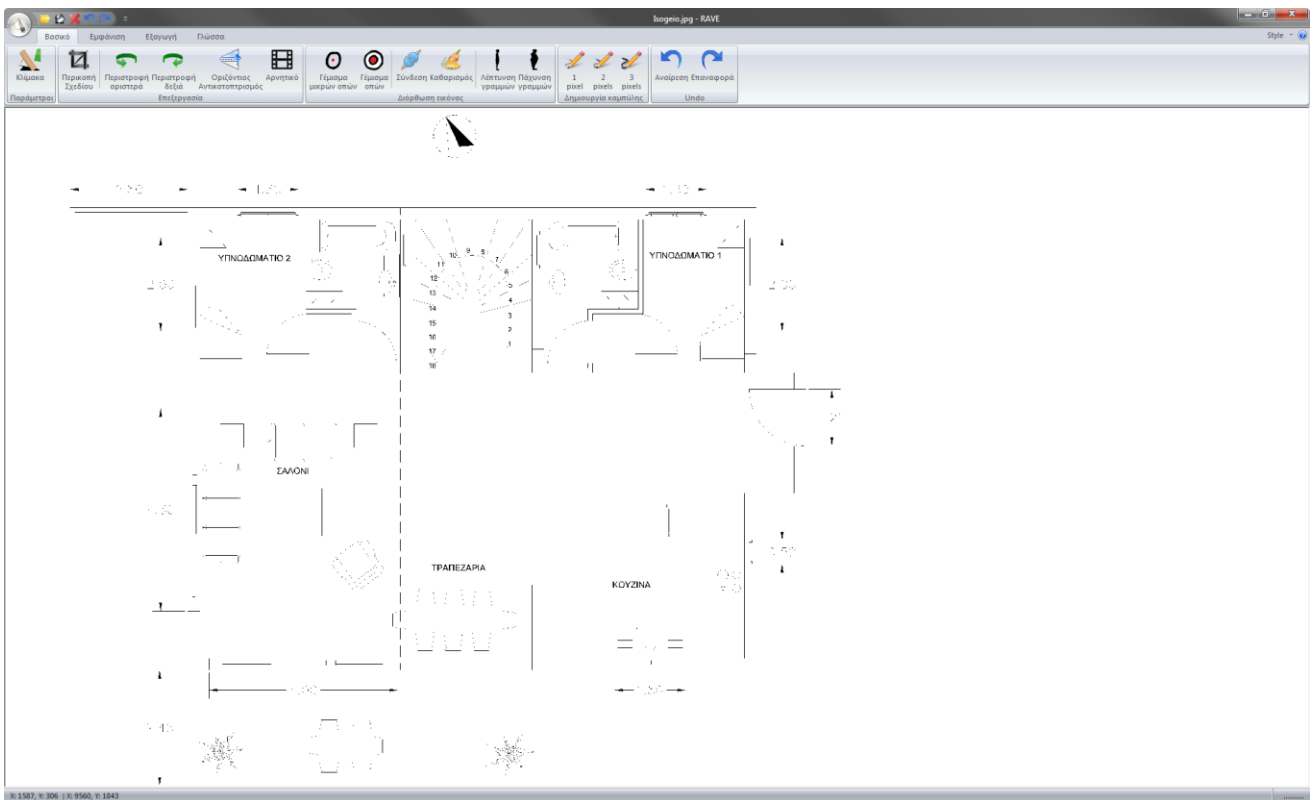 Isogeio.jpg - RAVE
Βασικό Εμφάνιση Εξαγωγή Γλώσσα Style
Κλίμακα Περικοπή Σχεδίου Περιστροφή αριστερά Περιστροφή δεξιά Οριζόντιος Αντικατοπτρισμός Αρνητικό Γέμισμα μικρών οπών Γέμισμα οπών Σύνδεση Καθαρισμός Λέπτυνση γραμμών Πάχυνση γραμμών 1 pixel 2 pixels 3 pixels Αναίρεση Επαναφορά
Παράμετροι Επεξεργασία Διόρθωση εικόνας Δημιουργία καμπύλης Undo
ΥΠΝΟΔΩΜΑΤΙΟ 2
ΥΠΝΟΔΩΜΑΤΙΟ 1
10
9
8
11
7
12
6
13
5
14
4
15
3
16
2
17
1
18
ΣΑΛΟΝΙ
ΤΡΑΠΕΖΑΡΙΑ
ΚΟΥΖΙΝΑ
X: 1587, Y: 306 | X: 9560, Y: 1843